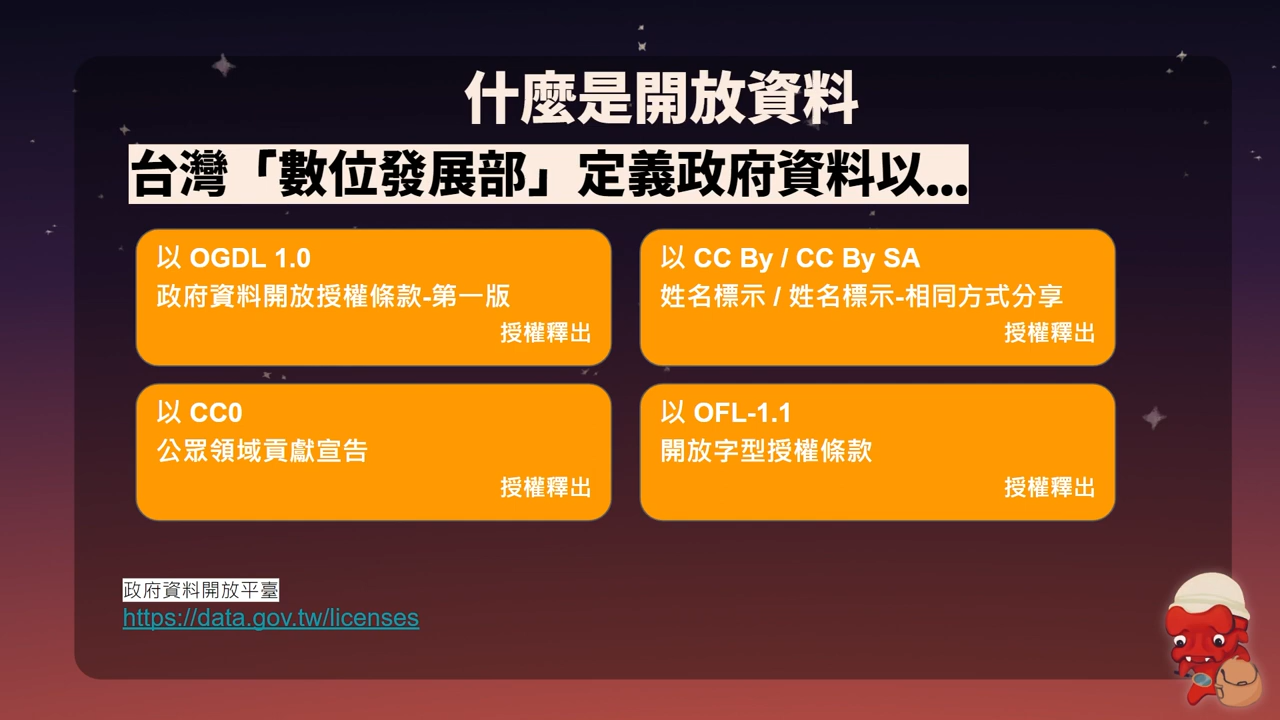 什麼是開放資料
台灣「數位發展部」定義政府資料以...
以 OGDL 1.0
政府資料開放授權條款-第一版
授權釋出
以 CC By / CC By SA
姓名標示 / 姓名標示-相同方式分享
授權釋出
以 CC0
公眾領域貢獻宣告
授權釋出
以 OFL-1.1
開放字型授權條款
授權釋出
政府資料開放平臺
https://data.gov.tw/licenses